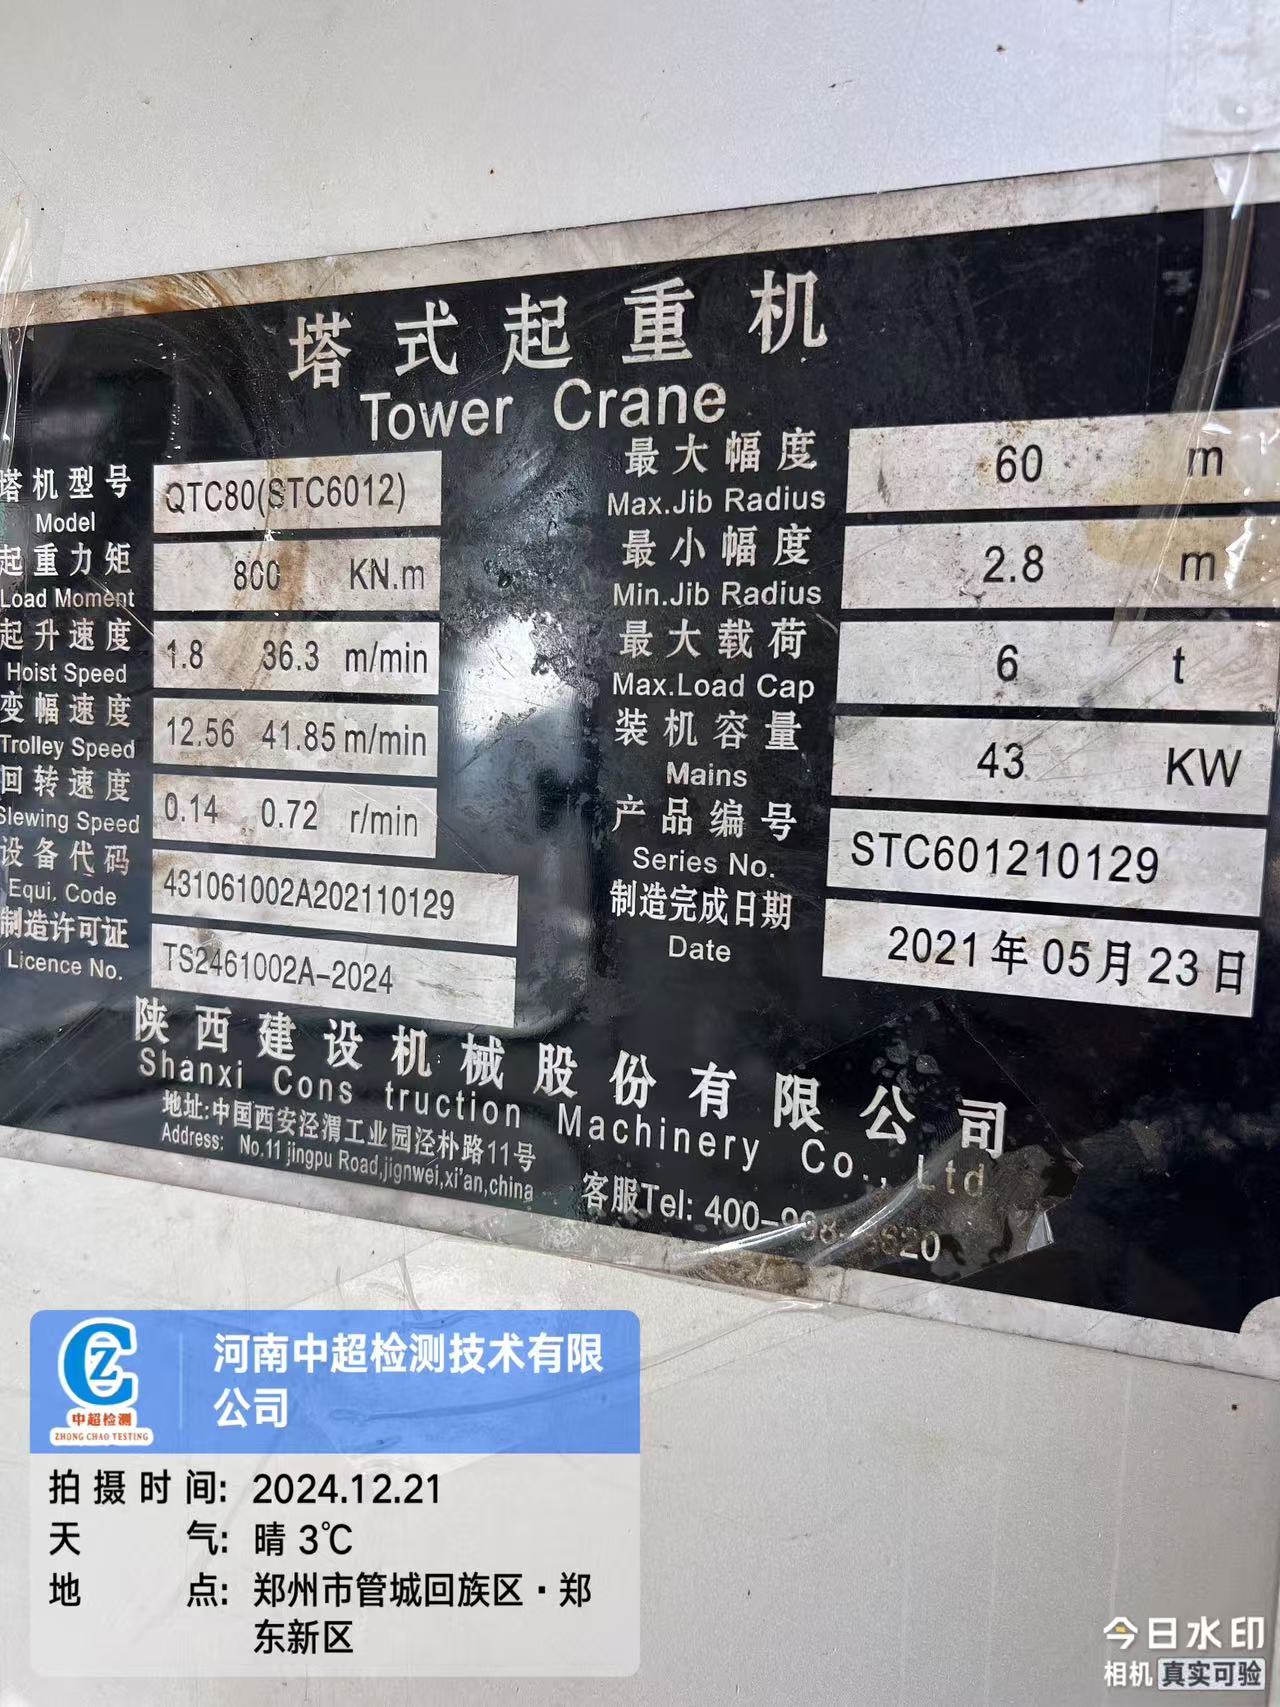 塔式起重机
Tower Crane
塔机型号 QTC80(STC6012)
Model
起重力矩 800 KN.m
Load Moment
起升速度 1.8 36.3 m/min
Hoist Speed
变幅速度 12.56 41.85 m/min
Trolley Speed
回转速度 0.14 0.72 r/min
Slewing Speed
设备代码 431061002A202110129
Equi. Code
制造许可证 TS2461002A-2024
Licence No.
最大幅度 60 m
Max.Jib Radius
最小幅度 2.8 m
Min.Jib Radius
最大载荷 6 t
Max.Load Cap
装机容量 43 KW
Mains
产品编号 STC601210129
Series No.
制造完成日期 2021年05月23日
Date
陕西建设机械股份有限公司
Shanxi Cons truction Machinery Co., Ltd
地址:中国西安泾渭工业园泾朴路11号
Address: No.11 jingpu Road,jignwei,xi'an,china
客服Tel: 400-
中超检测
ZHONG CHAO TESTING
河南中超检测技术有限
公司
拍摄时间: 2024.12.21
天气: 晴 3℃
地点: 郑州市管城回族区·郑
东新区
今日水印
相机 真实可验